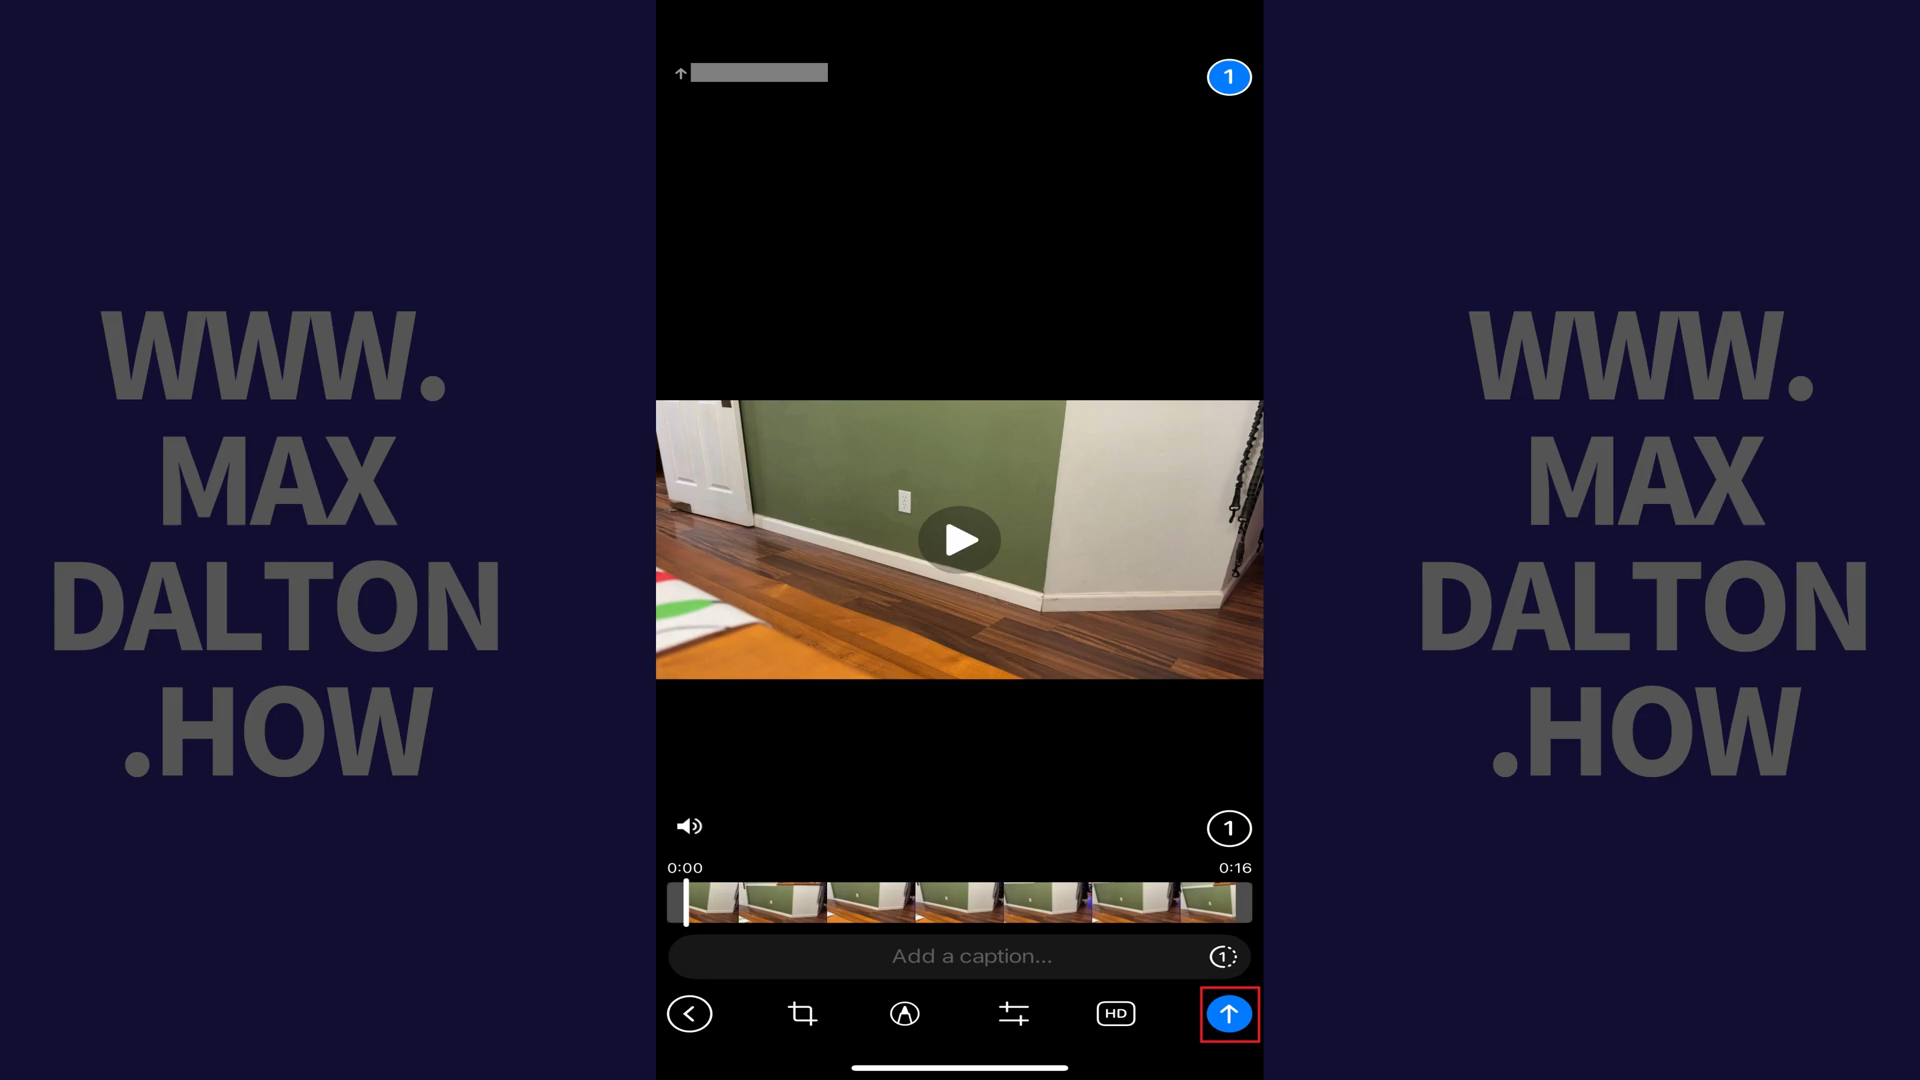 WWW.
MAX
DALTON
.HOW
1
1
0:00
0:16
Add a caption...
1
HD
WWW.
MAX
DALTON
.HOW